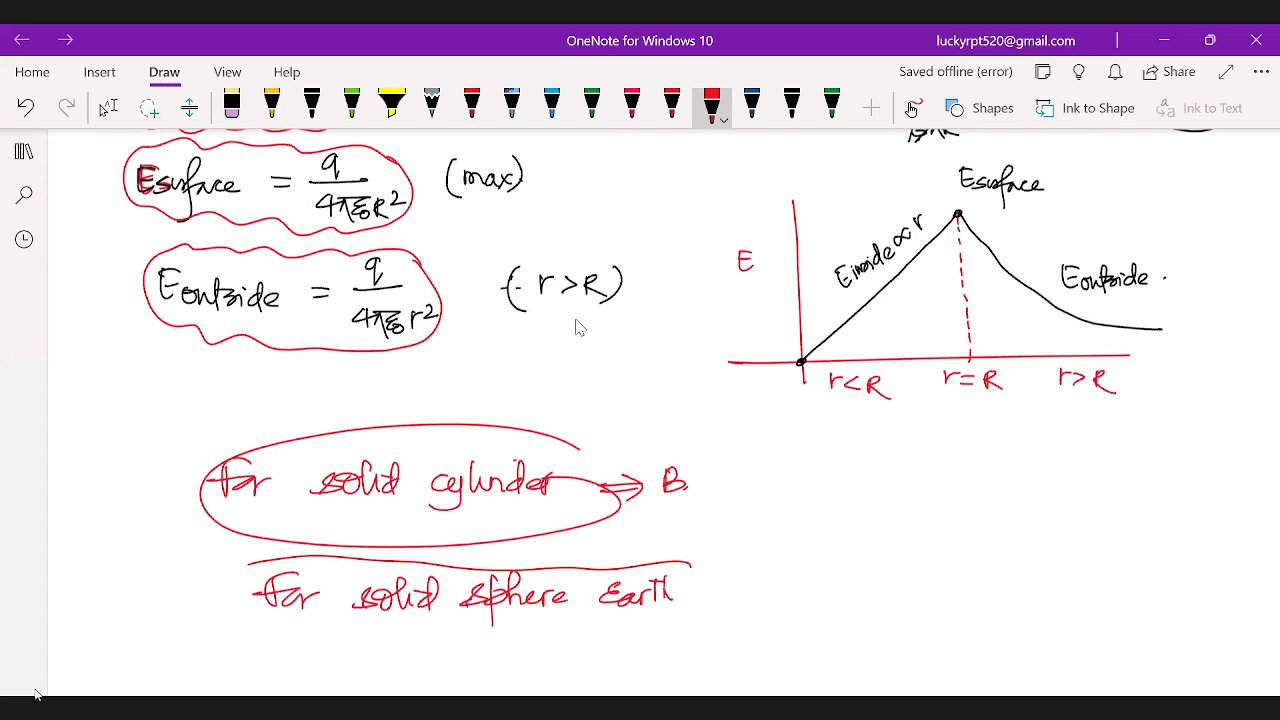 OneNote for Windows 10
luckyrpt520@gmail.com
Home Insert Draw View Help
Saved offline (error)
Share
Shapes
Ink to Shape
Ink to Text
Esurface = q / 4πε0R² (max)
Eoutside = q / 4πε0r² (r>R)
Esurface
E
Einside ∝ r
Eoutside
r<R r=R r>R
for solid cylinder ⇒ B.
for solid sphere Earth